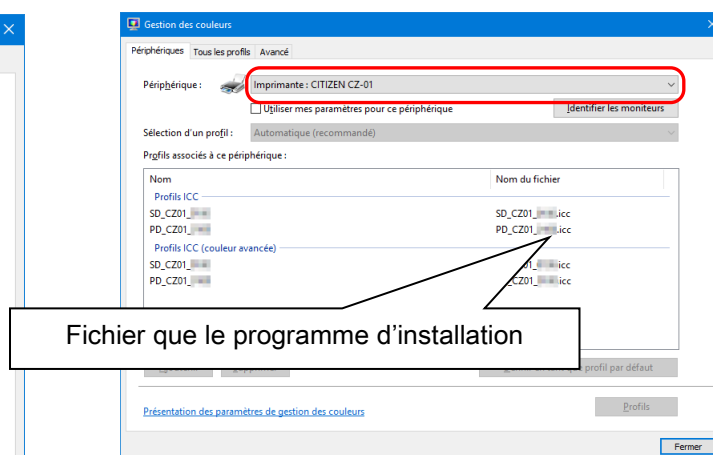 Gestion des couleurs
Périphériques Tous les profils Avancé
Périphérique : Imprimante : CITIZEN CZ-01
Utiliser mes paramètres pour ce périphérique Identifier les moniteurs
Sélection d'un profil : Automatique (recommandé)
Profils associés à ce périphérique :
Nom Nom du fichier
Profils ICC
SD_CZ01_ SD_CZ01_ .icc
PD_CZ01_ PD_CZ01_ .icc
Profils ICC (couleur avancée)
SD_CZ01_ 01_ icc
PD_CZ01_ CZ01_ icc
Fichier que le programme d’installation
profil par défaut
Présentation des paramètres de gestion des couleurs Profils
Fermer